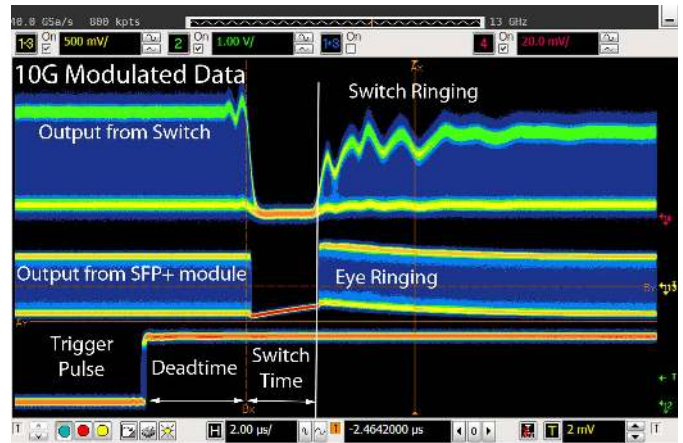 40.0 GSa/s 800 kpts 13 GHz
1·3 On 500 mV/ 2 On 1.00 V/ 1·3 On 4 On 20.0 mV/
10G Modulated Data
Switch Ringing
Output from Switch
Output from SFP+ module
Eye Ringing
Trigger
Pulse
Deadtime
Switch
Time
H 2.00 µs/ -2.4642000 µs 0 T 2 mV